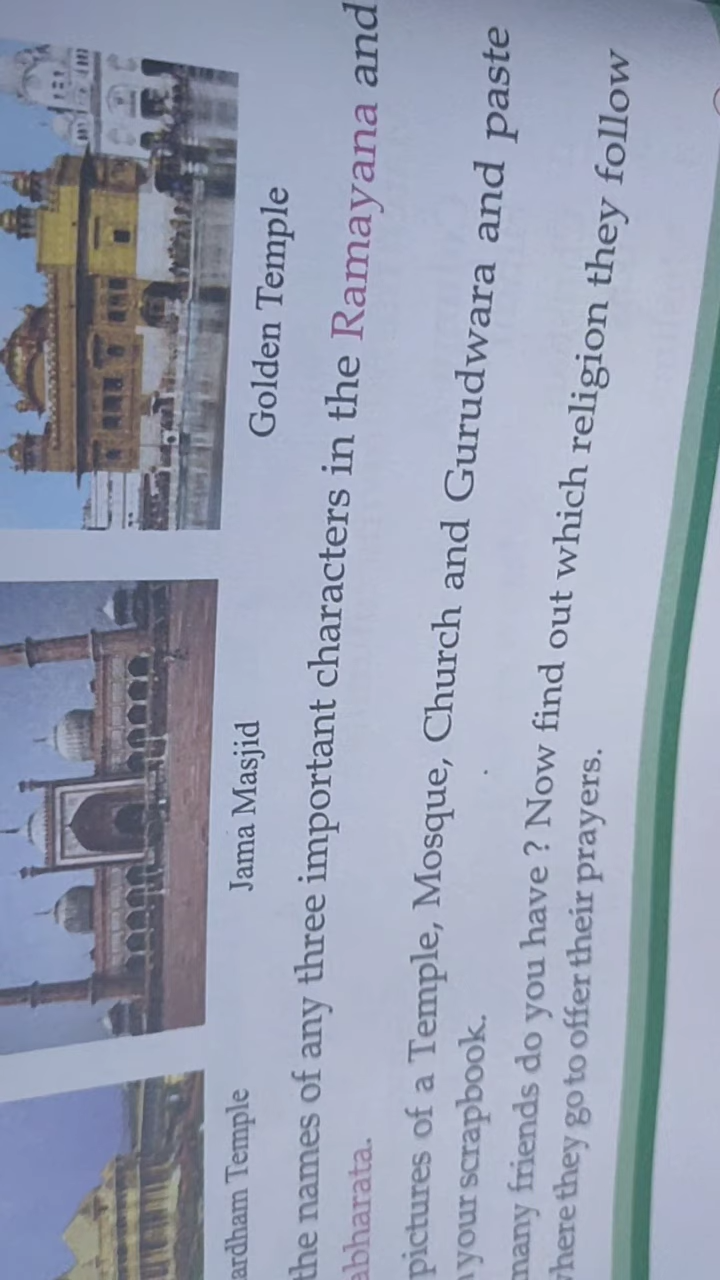 ardham Temple
Jama Masjid
Golden Temple
the names of any three important characters in the Ramayana and
abharata.
pictures of a Temple, Mosque, Church and Gurudwara and paste
your scrapbook.
many friends do you have ? Now find out which religion they follow
here they go to offer their prayers.